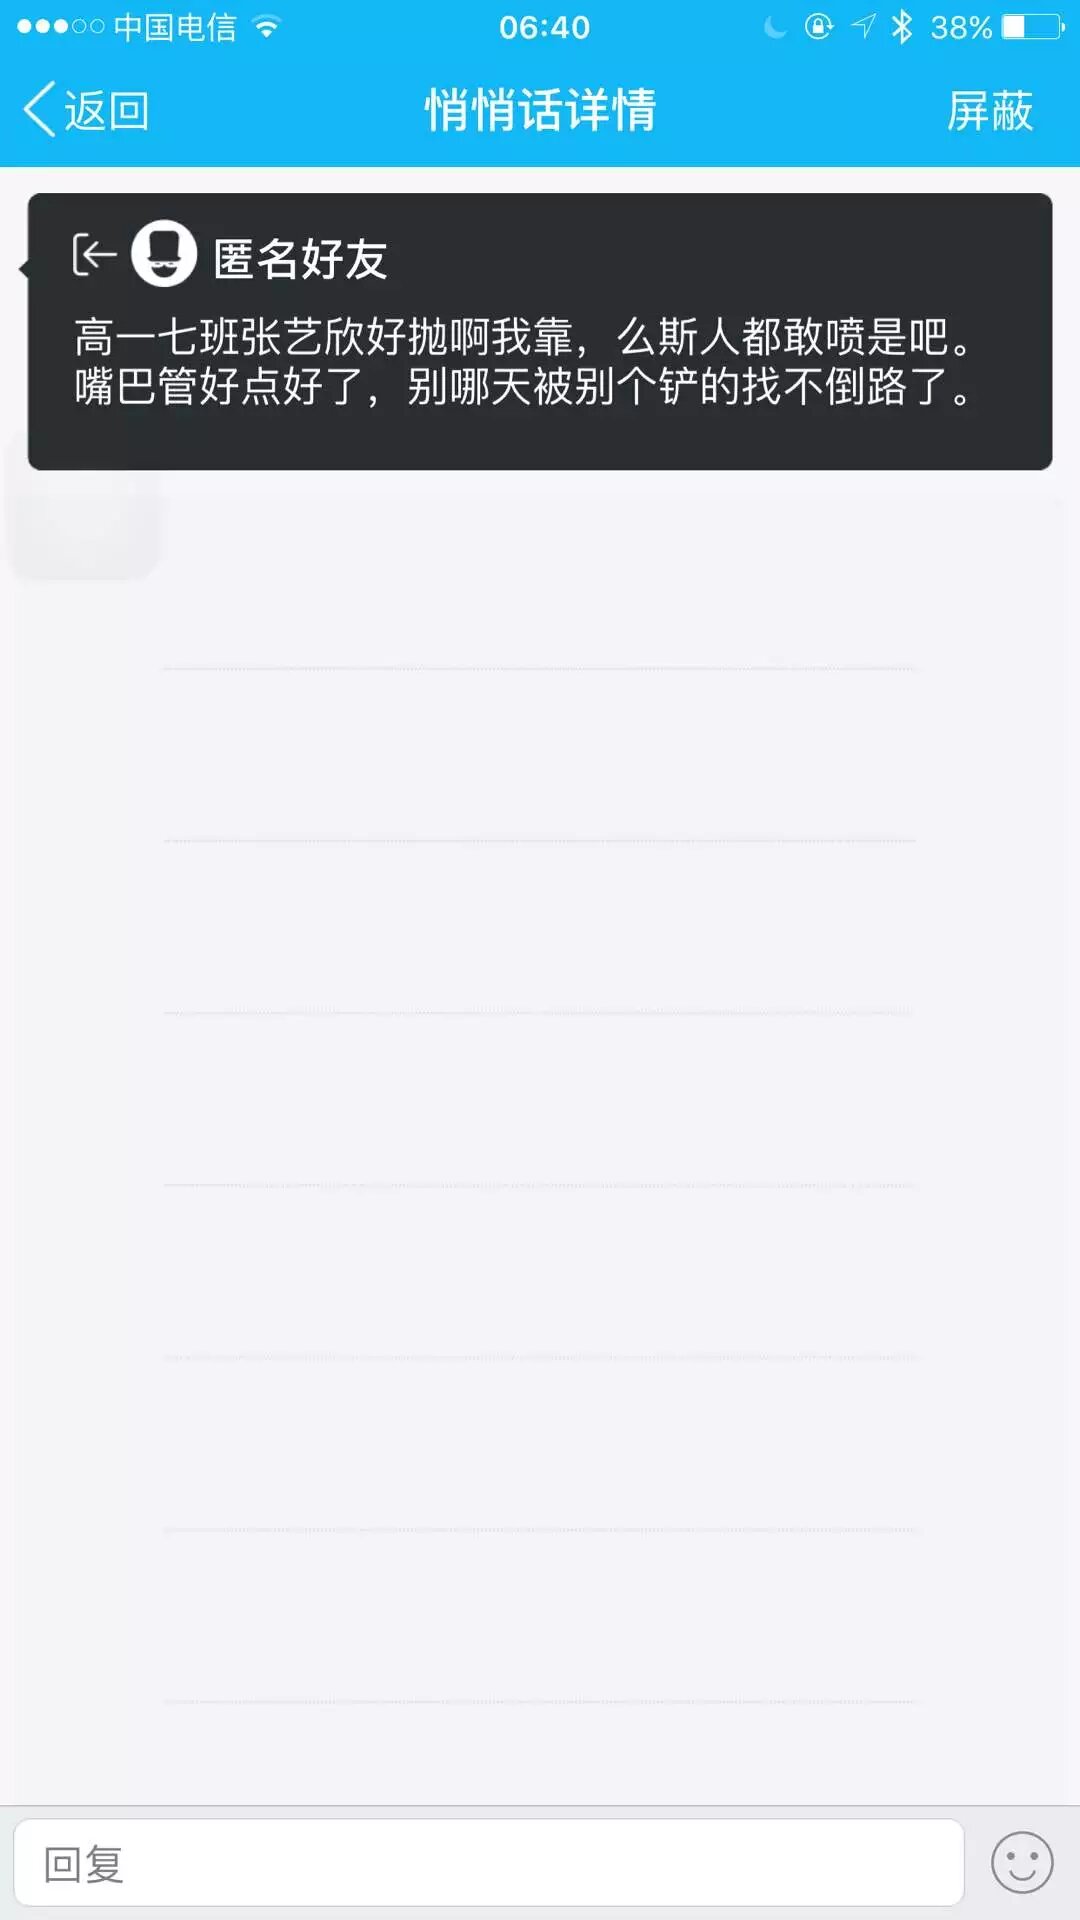 中国电信 06:40 38%
返回 悄悄话详情 屏蔽
匿名好友
高一七班张艺欣好抛啊我靠，么斯人都敢喷是吧。
嘴巴管好点好了，别哪天被别个铲的找不倒路了。
回复